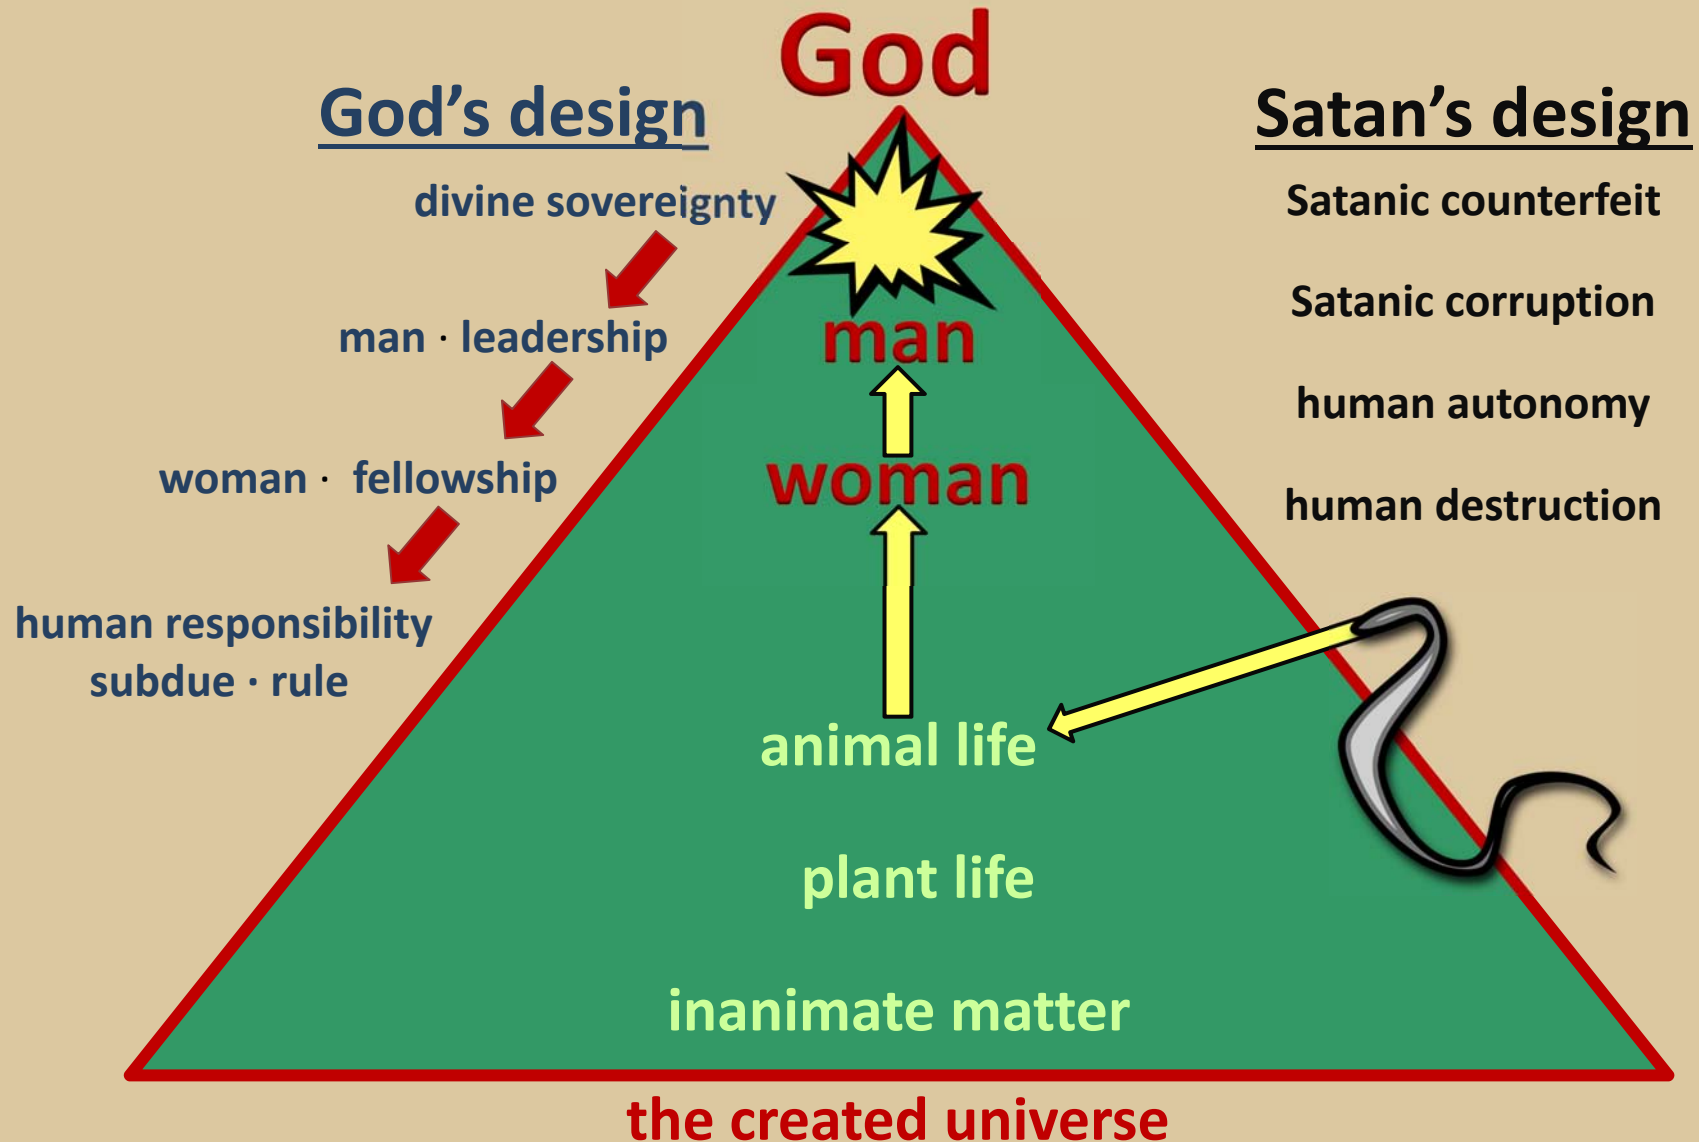 God
God's design
divine sovereignty
man · leadership
woman · fellowship
human responsibility
subdue · rule
man
woman
animal life
plant life
inanimate matter
the created universe
Satan's design
Satanic counterfeit
Satanic corruption
human autonomy
human destruction